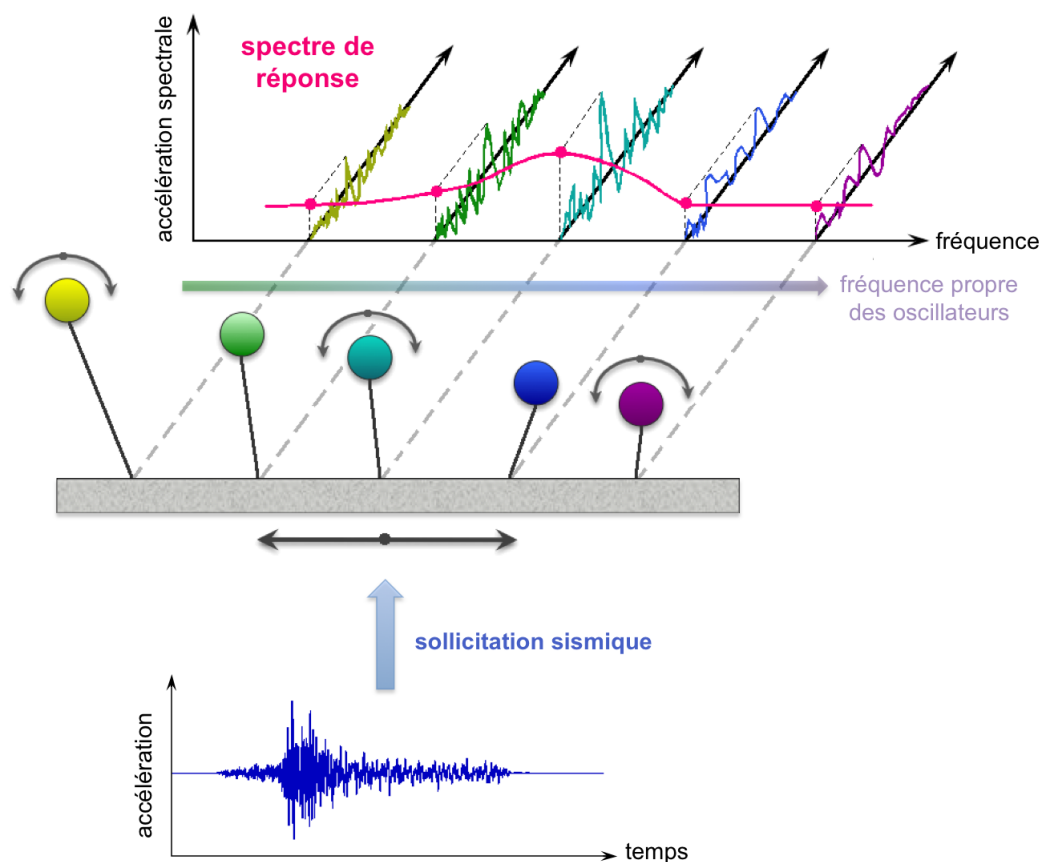 accélération spectrale
spectre de
réponse
fréquence
fréquence propre
des oscillateurs
sollicitation sismique
accélération
temps